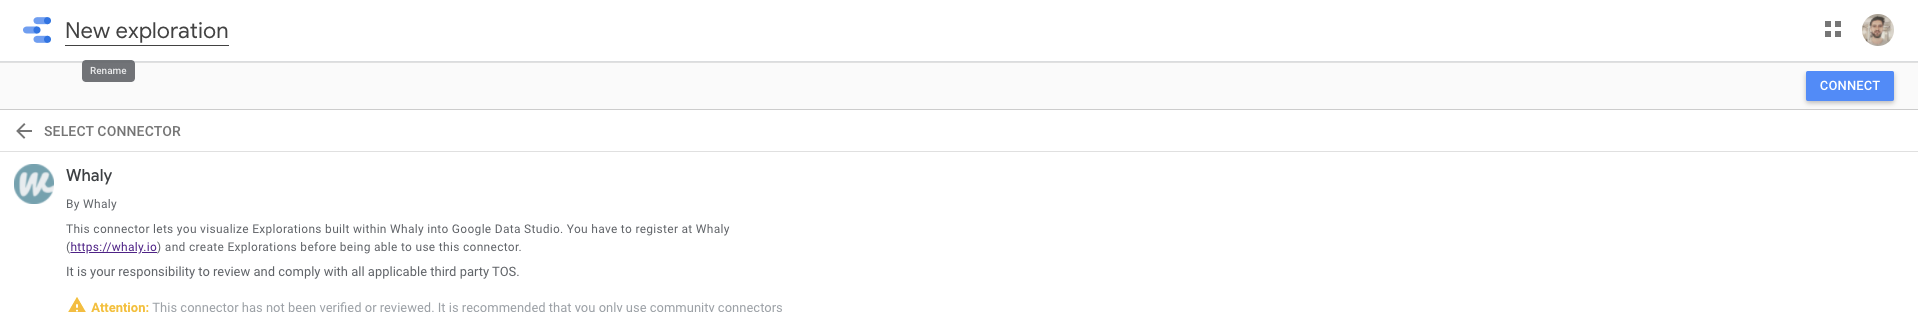 New exploration
Rename
CONNECT
SELECT CONNECTOR
Whaly
By Whaly
This connector lets you visualize Explorations built within Whaly into Google Data Studio. You have to register at Whaly
(https://whaly.io) and create Explorations before being able to use this connector.
It is your responsibility to review and comply with all applicable third party TOS.
Attention: This connector has not been verified or reviewed. It is recommended that you only use community connectors